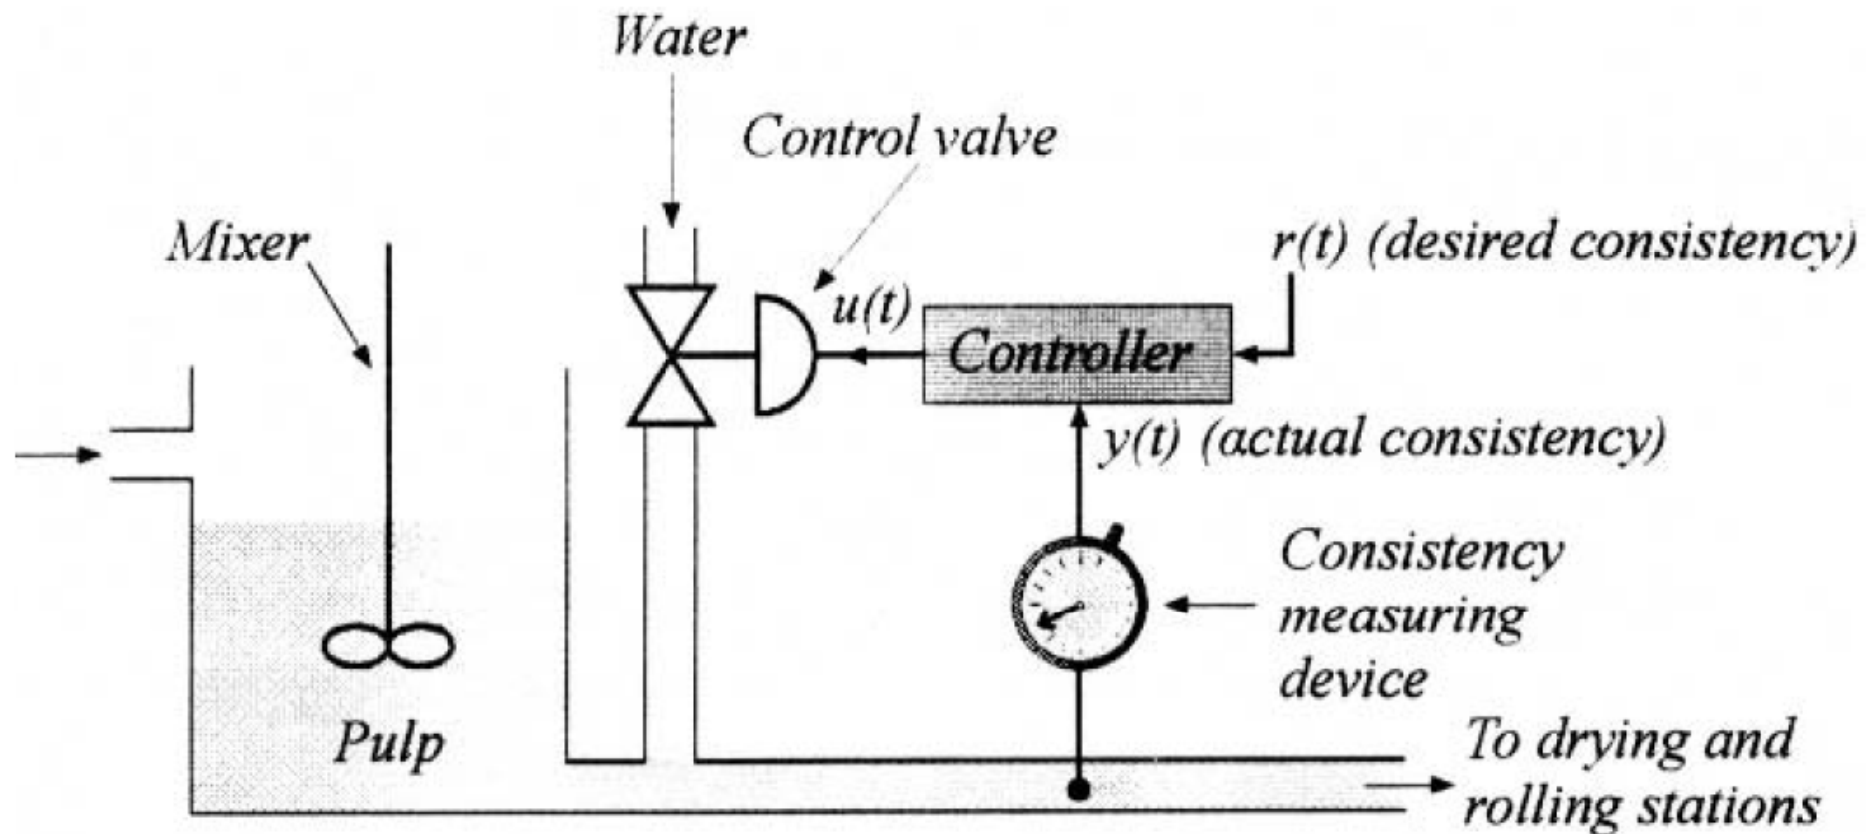 Water
Control valve
Mixer
r(t) (desired consistency)
u(t)
Controller
y(t) (actual consistency)
Consistency
measuring
device
Pulp
To drying and
rolling stations